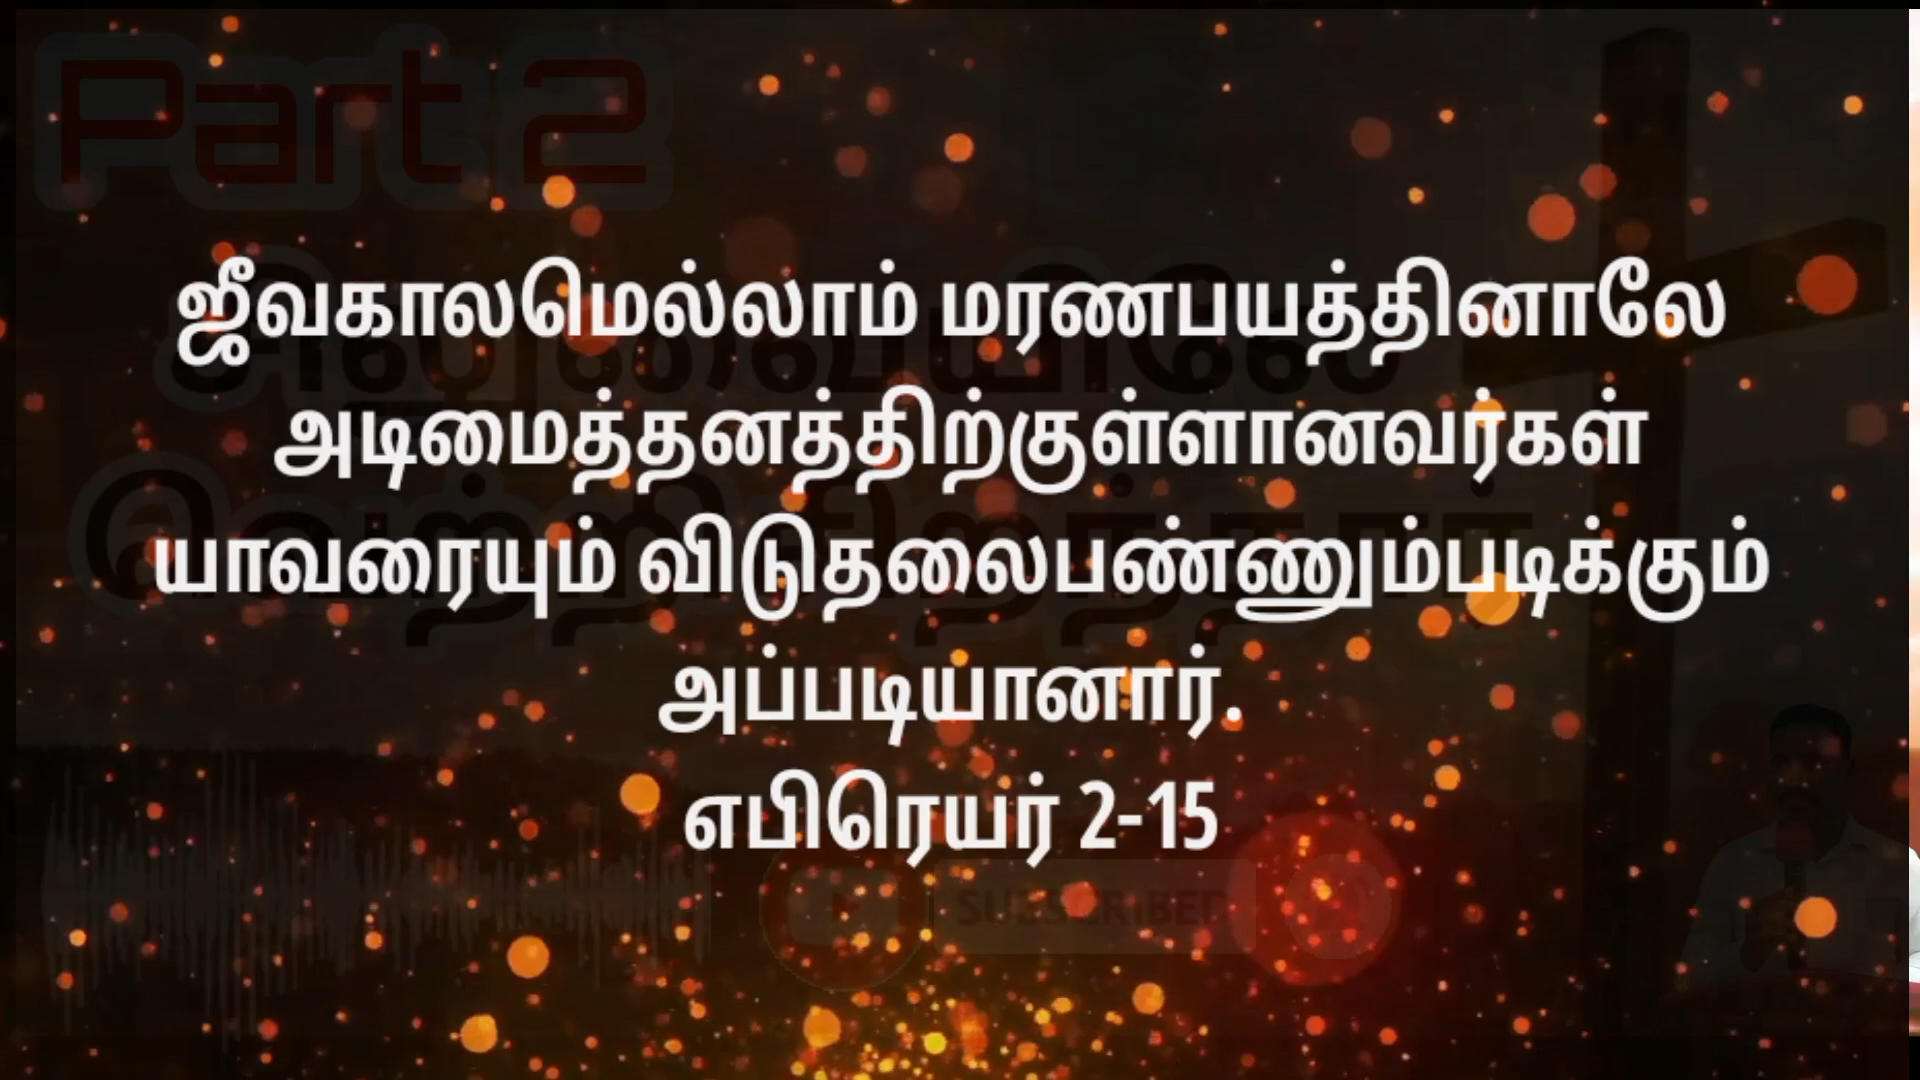 Part 2
ஜீவகாலமெல்லாம் மரணபயத்தினாலே
அடிமைத்தனத்திற்குள்ளானவர்கள்
யாவரையும் விடுதலைபண்ணும்படிக்கும்
அப்படியானார்.
எபிரெயர் 2-15
SUBSCRIBED